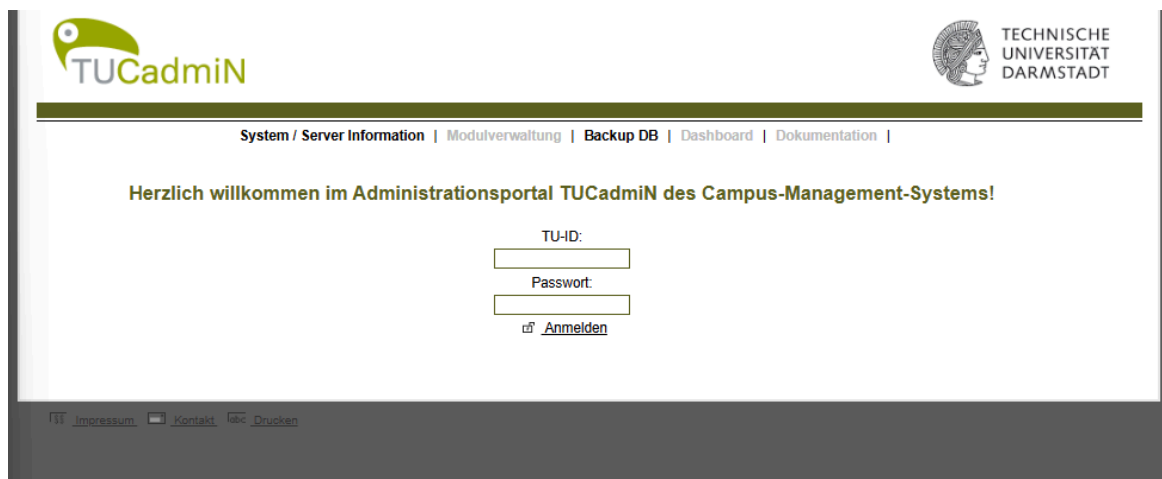 TUCadmiN
TECHNISCHE
UNIVERSITÄT
DARMSTADT
System / Server Information | Modulverwaltung | Backup DB | Dashboard | Dokumentation |
Herzlich willkommen im Administrationsportal TUCadmiN des Campus-Management-Systems!
TU-ID:
Passwort:
Anmelden
Impressum Kontakt abc Drucken